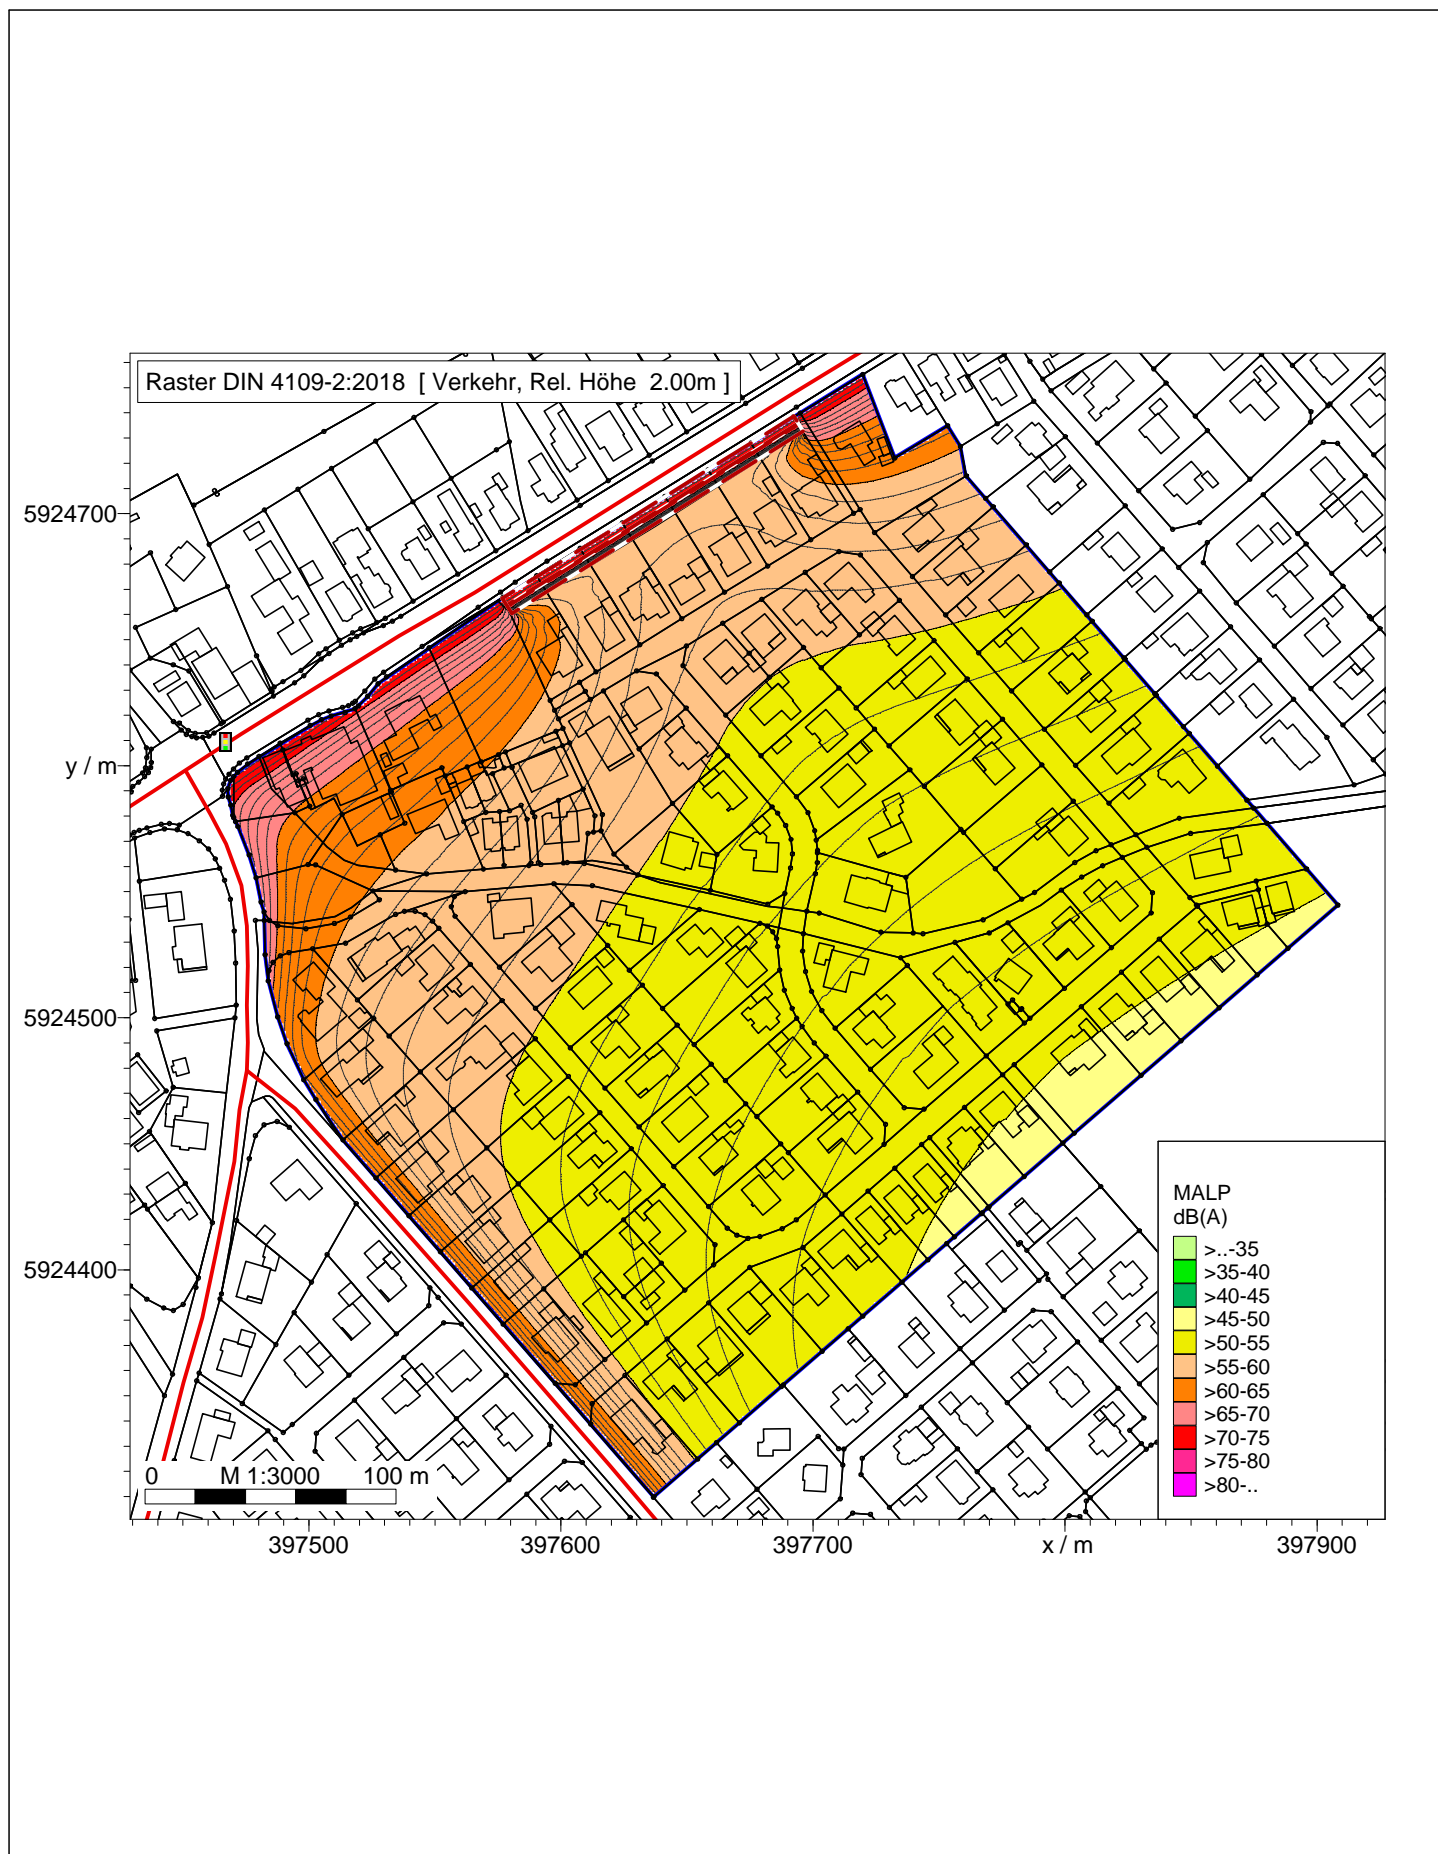 Raster DIN 4109-2:2018 [ Verkehr, Rel. Höhe 2.00m ]
5924700
y / m
5924500
5924400
MALP
dB(A)
>..-35
>35-40
>40-45
>45-50
>50-55
>55-60
>60-65
>65-70
>70-75
>75-80
>80-..
0 M 1:3000 100 m
397500 397600 397700 x / m 397900